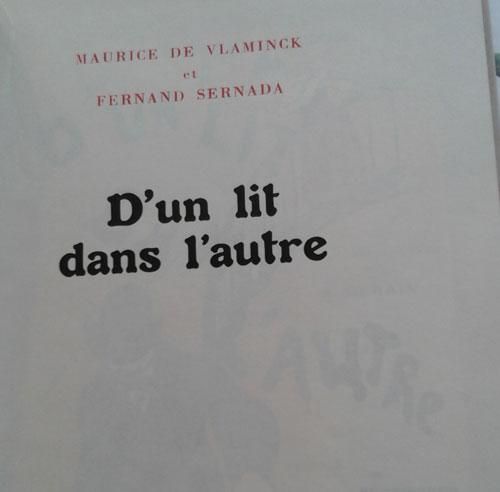 MAURICE DE VLAMINCK
et
FERNAND SERNADA
D'un lit
dans l'autre